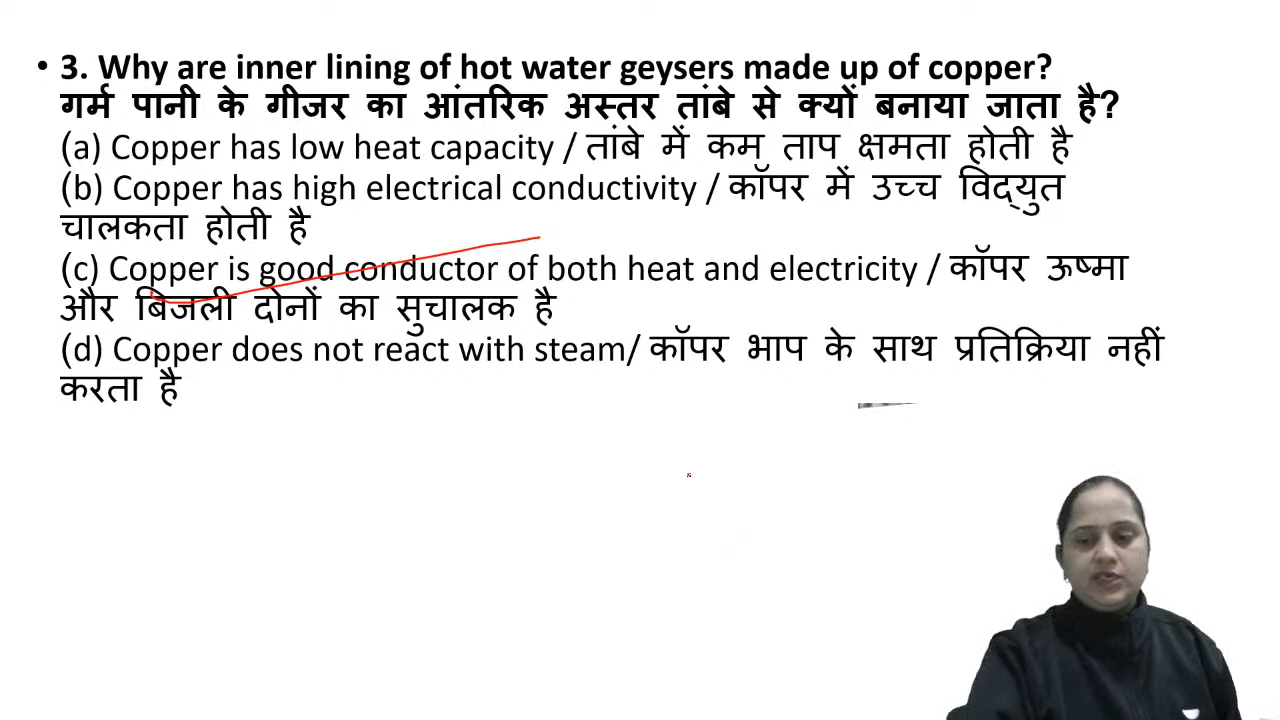 • 3. Why are inner lining of hot water geysers made up of copper?
गर्म पानी के गीजर का आंतरिक अस्तर तांबे से क्यों बनाया जाता है?
(a) Copper has low heat capacity / तांबे में कम ताप क्षमता होती है
(b) Copper has high electrical conductivity / कॉपर में उच्च विद्युत
चालकता होती है
(c) Copper is good conductor of both heat and electricity / कॉपर ऊष्मा
और बिजली दोनों का सुचालक है
(d) Copper does not react with steam/ कॉपर भाप के साथ प्रतिक्रिया नहीं
करता है